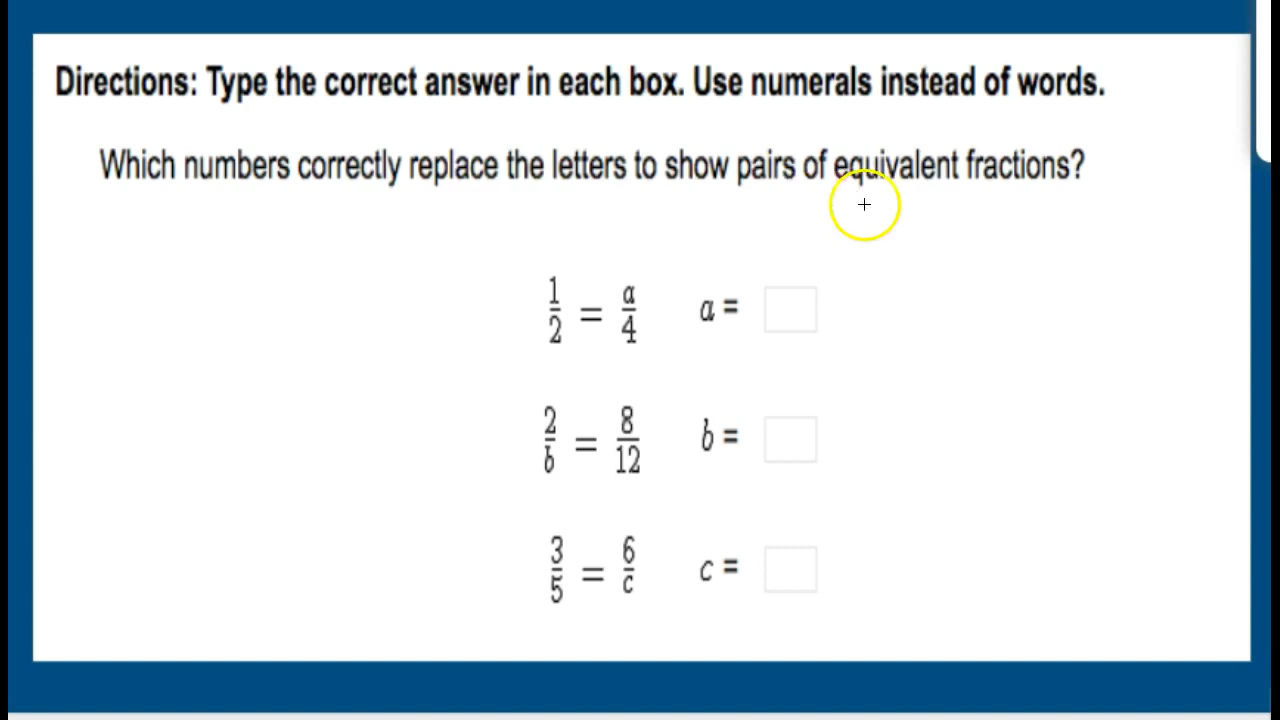 Directions: Type the correct answer in each box. Use numerals instead of words.
Which numbers correctly replace the letters to show pairs of equivalent fractions?
1/2 = a/4 a =
2/b = 8/12 b =
3/5 = 6/c c =